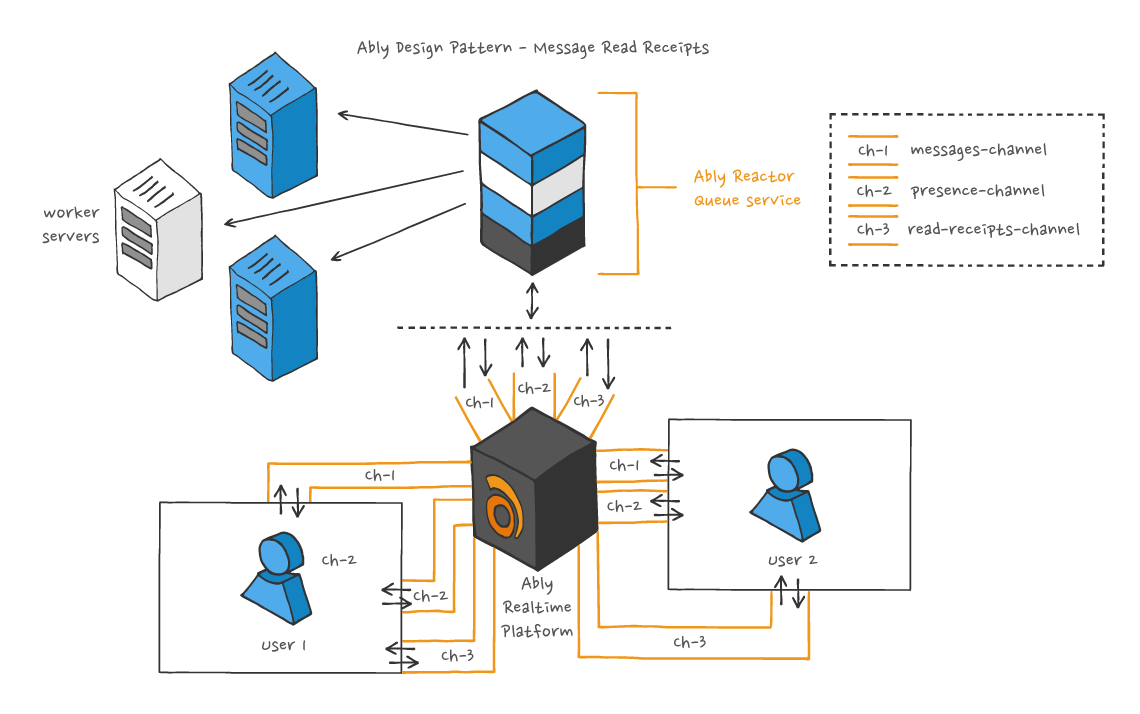 Ably Design Pattern - Message Read Receipts
worker
servers
Ably Reactor
Queue service
ch-1 messages-channel
ch-2 presence-channel
ch-3 read-receipts-channel
ch-1
ch-2
ch-3
ch-1
ch-1
ch-2
ch-2
User 1
ch-2
ch-3
Ably
Realtime
Platform
User 2
ch-3